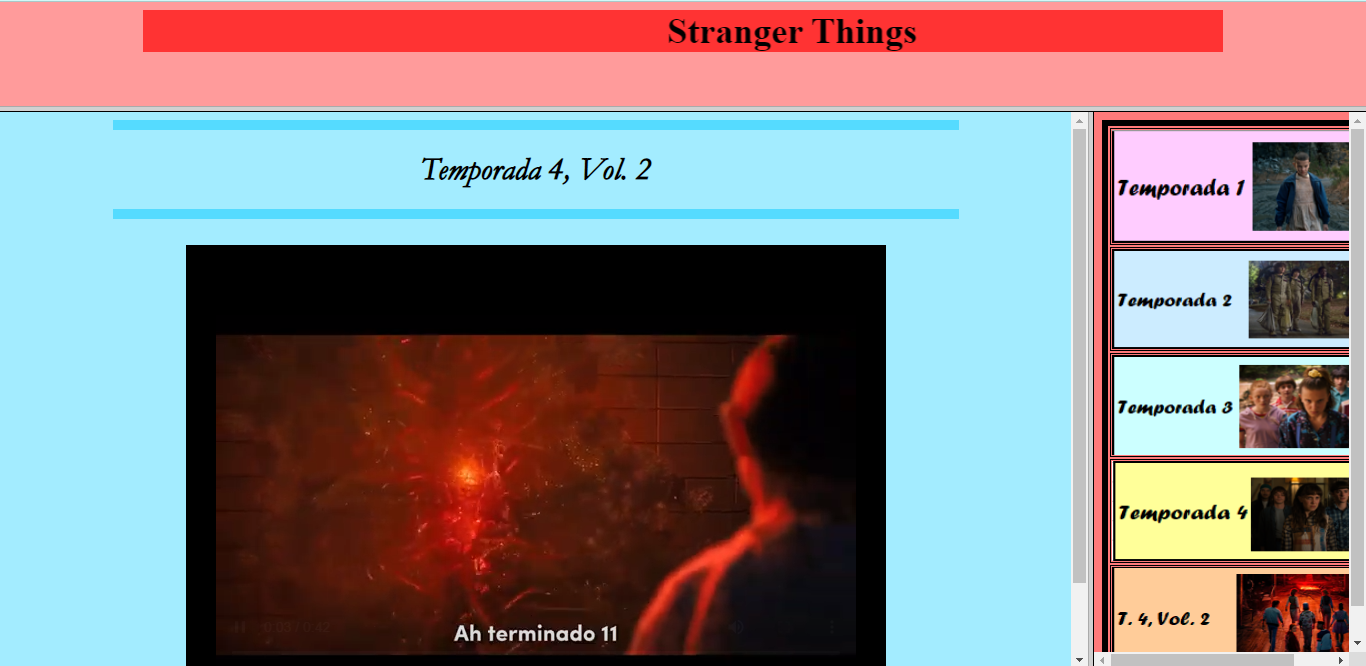 Stranger Things
Temporada 4, Vol. 2
Ah terminado 11
Temporada 1
Temporada 2
Temporada 3
Temporada 4
T. 4, Vol. 2